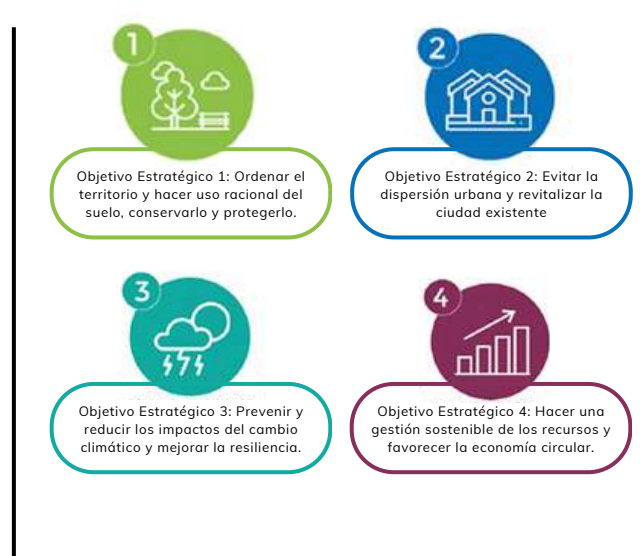 1
Objetivo Estratégico 1: Ordenar el
territorio y hacer uso racional del
suelo, conservarlo y protegerlo.
2
Objetivo Estratégico 2: Evitar la
dispersión urbana y revitalizar la
ciudad existente
3
Objetivo Estratégico 3: Prevenir y
reducir los impactos del cambio
climático y mejorar la resiliencia.
4
Objetivo Estratégico 4: Hacer una
gestión sostenible de los recursos y
favorecer la economía circular.